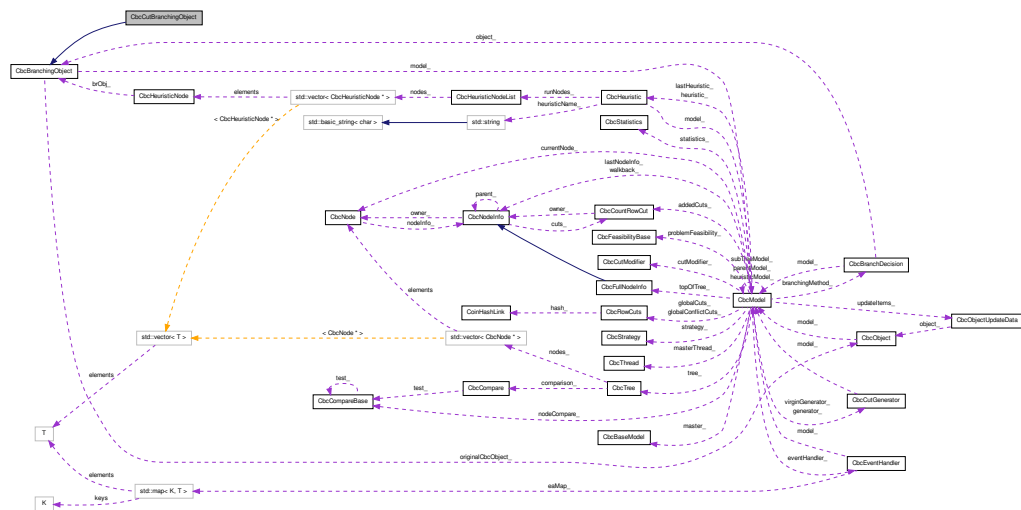 CbcCutBranchingObject
object_
CbcBranchingObject
model_
brObj_
CbcHeuristicNode
elements
std::vector< CbcHeuristicNode * >
nodes_
CbcHeuristicNodeList
runNodes_
CbcHeuristic
lastHeuristic_
heuristic_
heuristicName_
< CbcHeuristicNode * >
std::basic_string< char >
std::string
CbcStatistics
model_
statistics_
currentNode_
lastNodeInfo_
walkback_
parent_
CbcNode
owner_
nodeInfo_
CbcNodeInfo
owner_
cuts_
CbcCountRowCut
addedCuts_
CbcFeasibilityBase
problemFeasibility_
CbcCutModifier
cutModifier_
subTreeModel_
parentModel_
heuristicModel_
model_
CbcBranchDecision
branchingMethod_
CbcFullNodeInfo
topOfTree_
CbcModel
elements
CoinHashLink
hash_
CbcRowCuts
globalCuts_
globalConflictCuts_
updateItems_
CbcObjectUpdateData
model_
object_
CbcObject
std::vector< T >
< CbcNode * >
std::vector< CbcNode * >
CbcStrategy
strategy_
model_
nodes_
CbcThread
masterThread_
elements
test_
CbcCompareBase
test_
CbcCompare
comparison_
CbcTree
tree_
virginGenerator_
generator_
CbcCutGenerator
nodeCompare_
T
CbcBaseModel
master_
model_
originalCbcObject_
eventHandler_
CbcEventHandler
elements
K
keys
std::map< K, T >
eaMap_